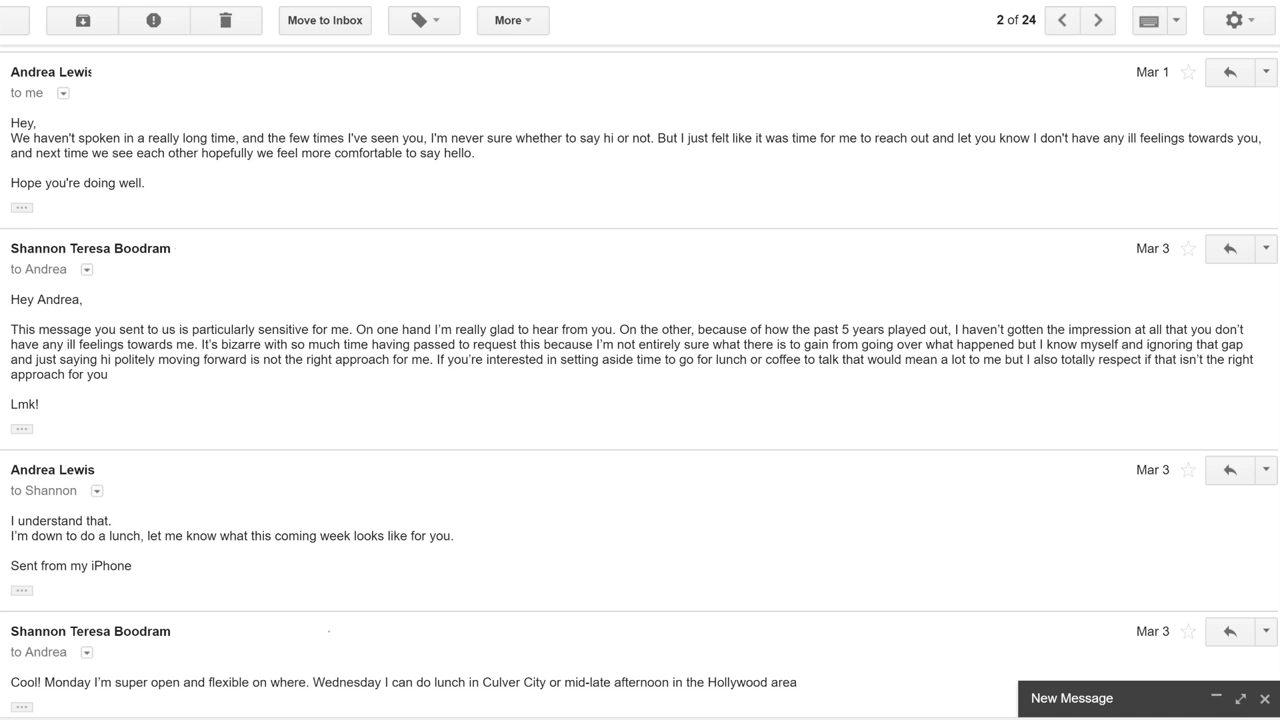 Move to Inbox
More
2 of 24
Andrea Lewis
Mar 1
to me
Hey,
We haven't spoken in a really long time, and the few times I've seen you, I'm never sure whether to say hi or not. But I just felt like it was time for me to reach out and let you know I don't have any ill feelings towards you,
and next time we see each other hopefully we feel more comfortable to say hello.
Hope you're doing well.
Shannon Teresa Boodram
Mar 3
to Andrea
Hey Andrea,
This message you sent to us is particularly sensitive for me. On one hand I’m really glad to hear from you. On the other, because of how the past 5 years played out, I haven’t gotten the impression at all that you don’t
have any ill feelings towards me. It’s bizarre with so much time having passed to request this because I’m not entirely sure what there is to gain from going over what happened but I know myself and ignoring that gap
and just saying hi politely moving forward is not the right approach for me. If you’re interested in setting aside time to go for lunch or coffee to talk that would mean a lot to me but I also totally respect if that isn’t the right
approach for you
Lmk!
Andrea Lewis
Mar 3
to Shannon
I understand that.
I’m down to do a lunch, let me know what this coming week looks like for you.
Sent from my iPhone
Shannon Teresa Boodram
Mar 3
to Andrea
Cool! Monday I’m super open and flexible on where. Wednesday I can do lunch in Culver City or mid-late afternoon in the Hollywood area
New Message